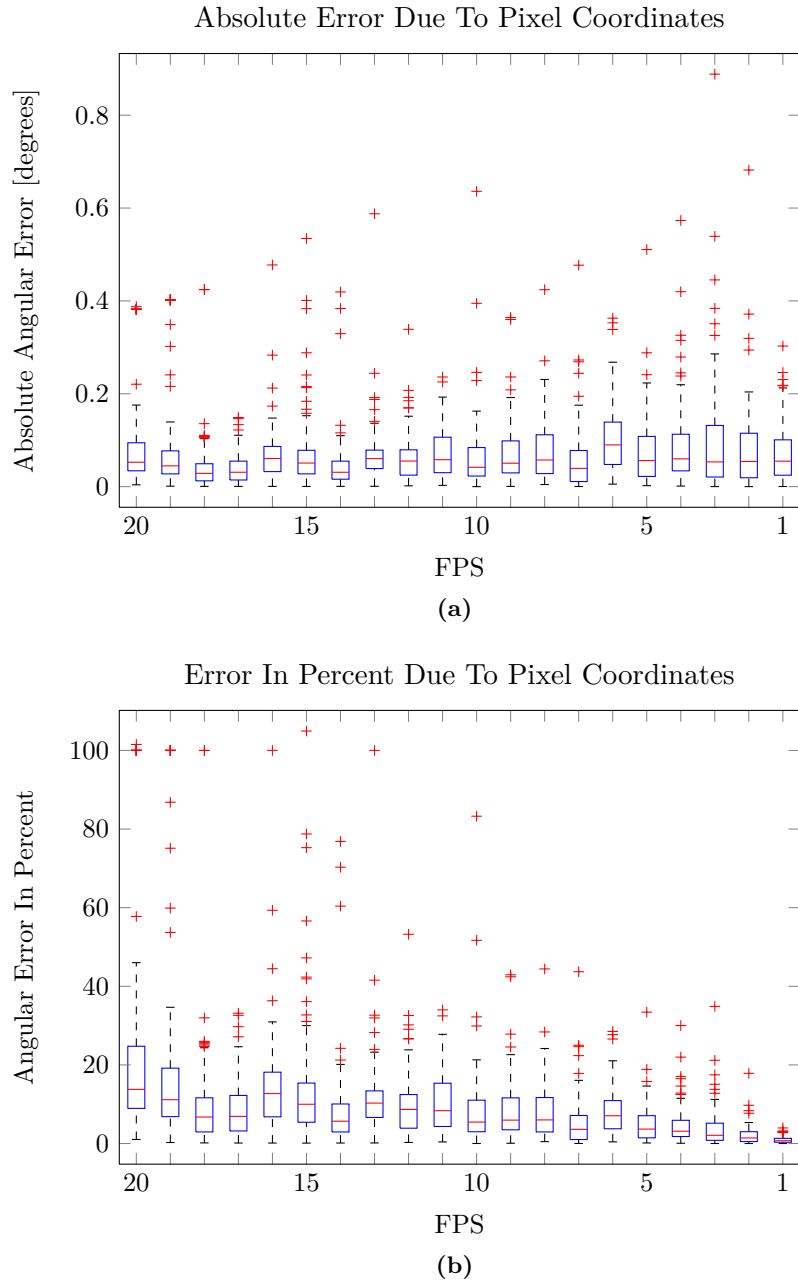 Absolute Error Due To Pixel Coordinates
Absolute Angular Error [degrees]
0.8
0.6
0.4
0.2
0
20 15 10 5 1
FPS
(a)
Error In Percent Due To Pixel Coordinates
Angular Error In Percent
100
80
60
40
20
0
20 15 10 5 1
FPS
(b)